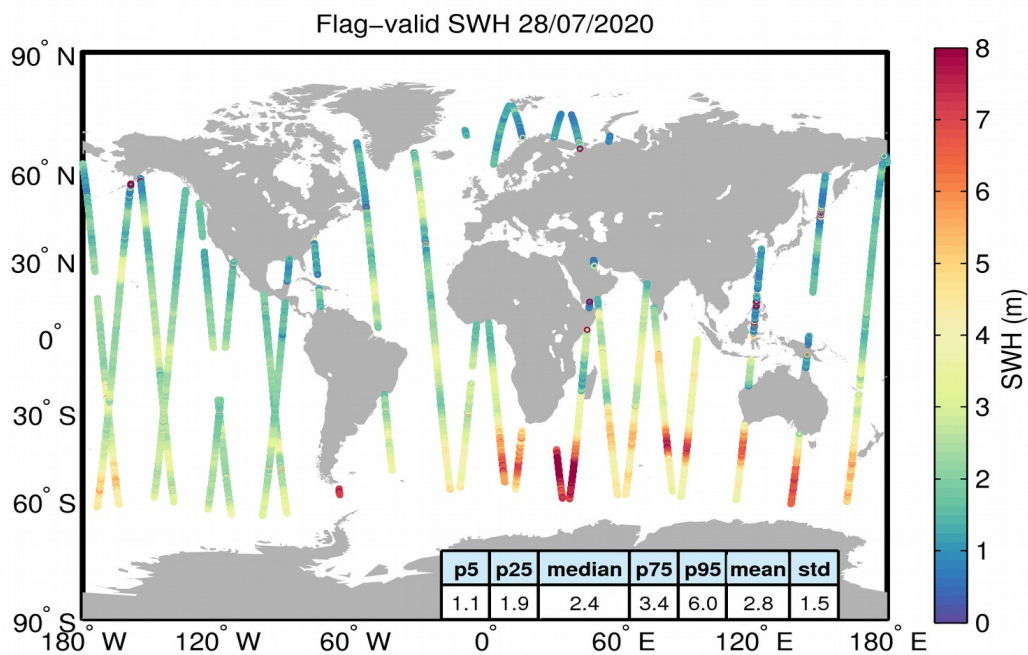 Flag−valid SWH 28/07/2020
90° N
60° N
30° N
0°
30° S
60° S
90° S
180° W
120° W
60° W
0°
60° E
120° E
180° E
p5 p25 median p75 p95 mean std
1.1 1.9 2.4 3.4 6.0 2.8 1.5
8
7
6
5
4
3
2
1
0
SWH (m)